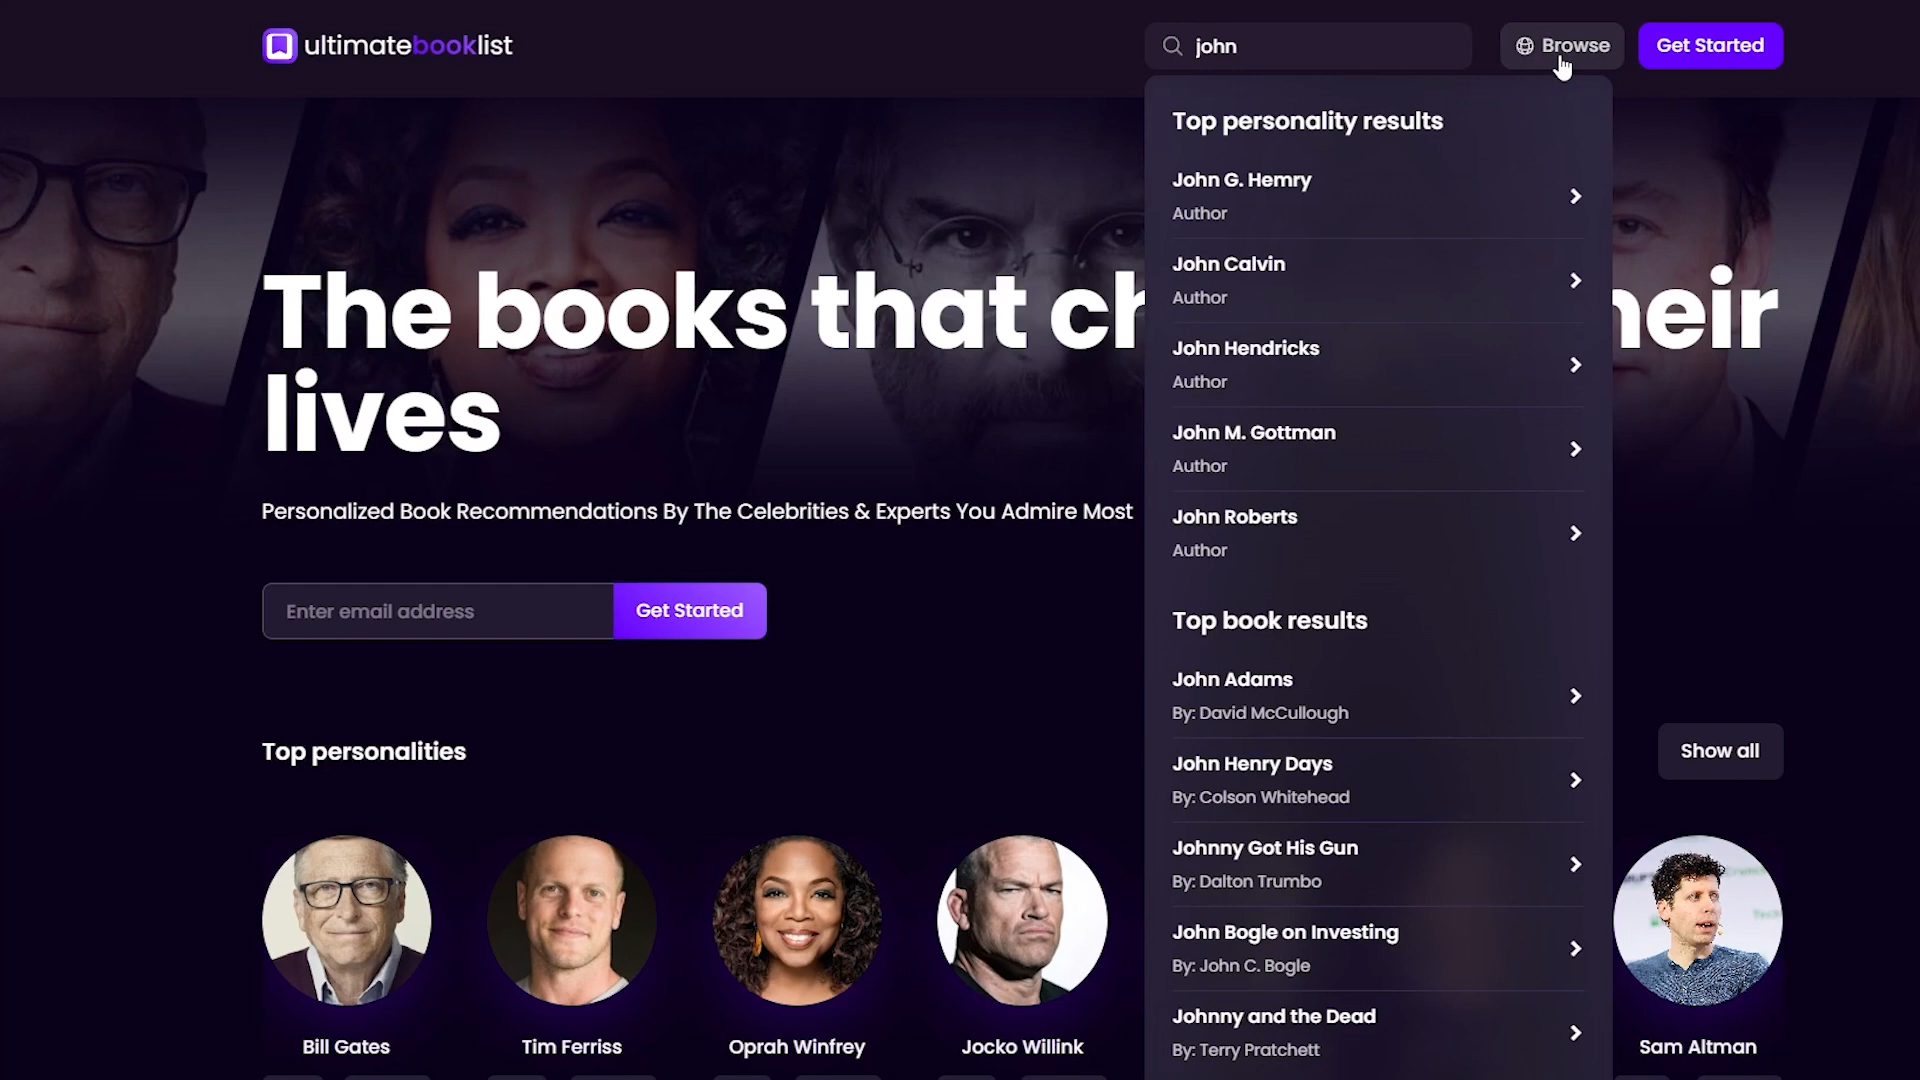 ultimatebooklist
john
Browse
Get Started
Top personality results
John G. Hemry
Author
John Calvin
Author
John Hendricks
Author
John M. Gottman
Author
John Roberts
Author
Top book results
John Adams
By: David McCullough
John Henry Days
By: Colson Whitehead
Johnny Got His Gun
By: Dalton Trumbo
John Bogle on Investing
By: John C. Bogle
Johnny and the Dead
By: Terry Pratchett
The books that ch
heir
lives
Personalized Book Recommendations By The Celebrities & Experts You Admire Most
Enter email address
Get Started
Top personalities
Show all
Bill Gates
Tim Ferriss
Oprah Winfrey
Jocko Willink
Sam Altman